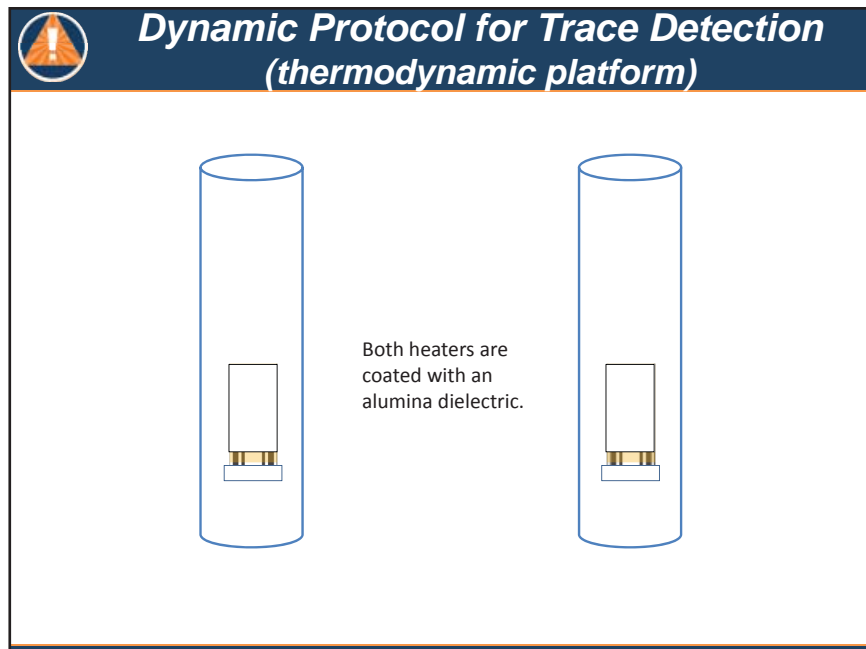 Dynamic Protocol for Trace Detection
(thermodynamic platform)
Both heaters are
coated with an
alumina dielectric.